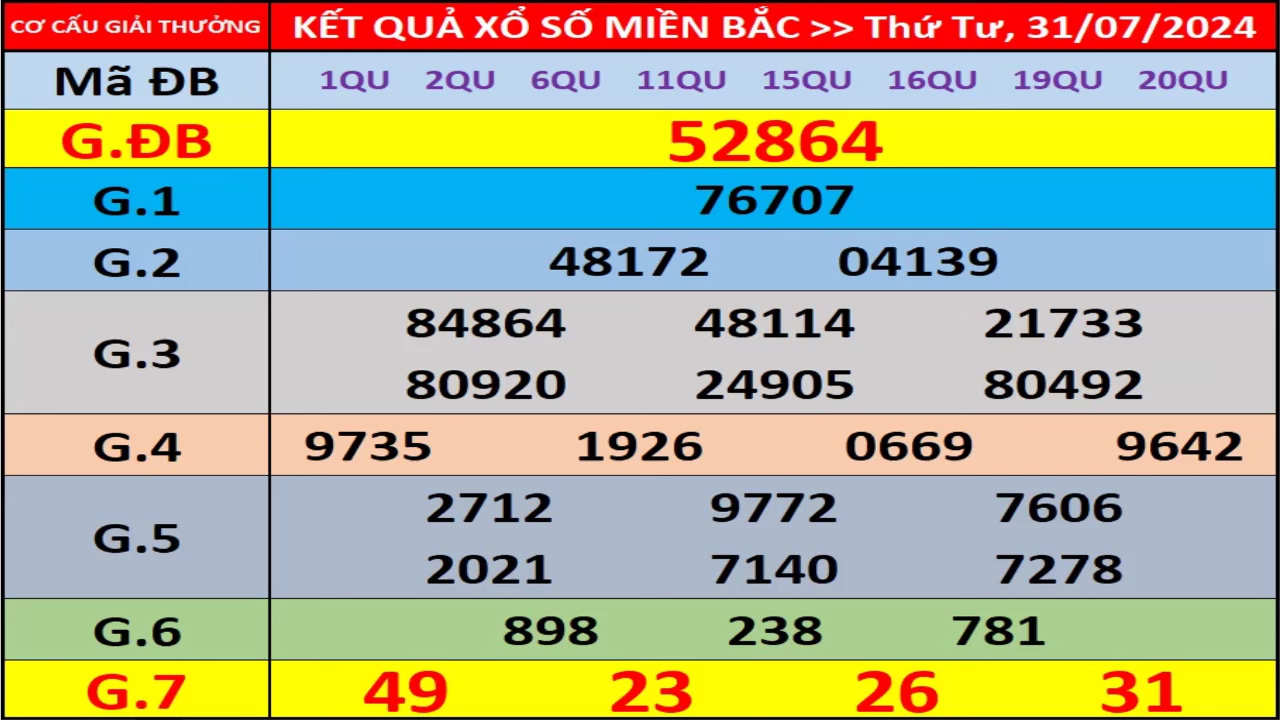 CƠ CẤU GIẢI THƯỞNG KẾT QUẢ XỔ SỐ MIỀN BẮC >> Thứ Tư, 31/07/2024
Mã ĐB 1QU 2QU 6QU 11QU 15QU 16QU 19QU 20QU
G.ĐB 52864
G.1 76707
G.2 48172 04139
G.3
84864 48114 21733
80920 24905 80492
G.4 9735 1926 0669 9642
G.5
2712 9772 7606
2021 7140 7278
G.6 898 238 781
G.7 49 23 26 31